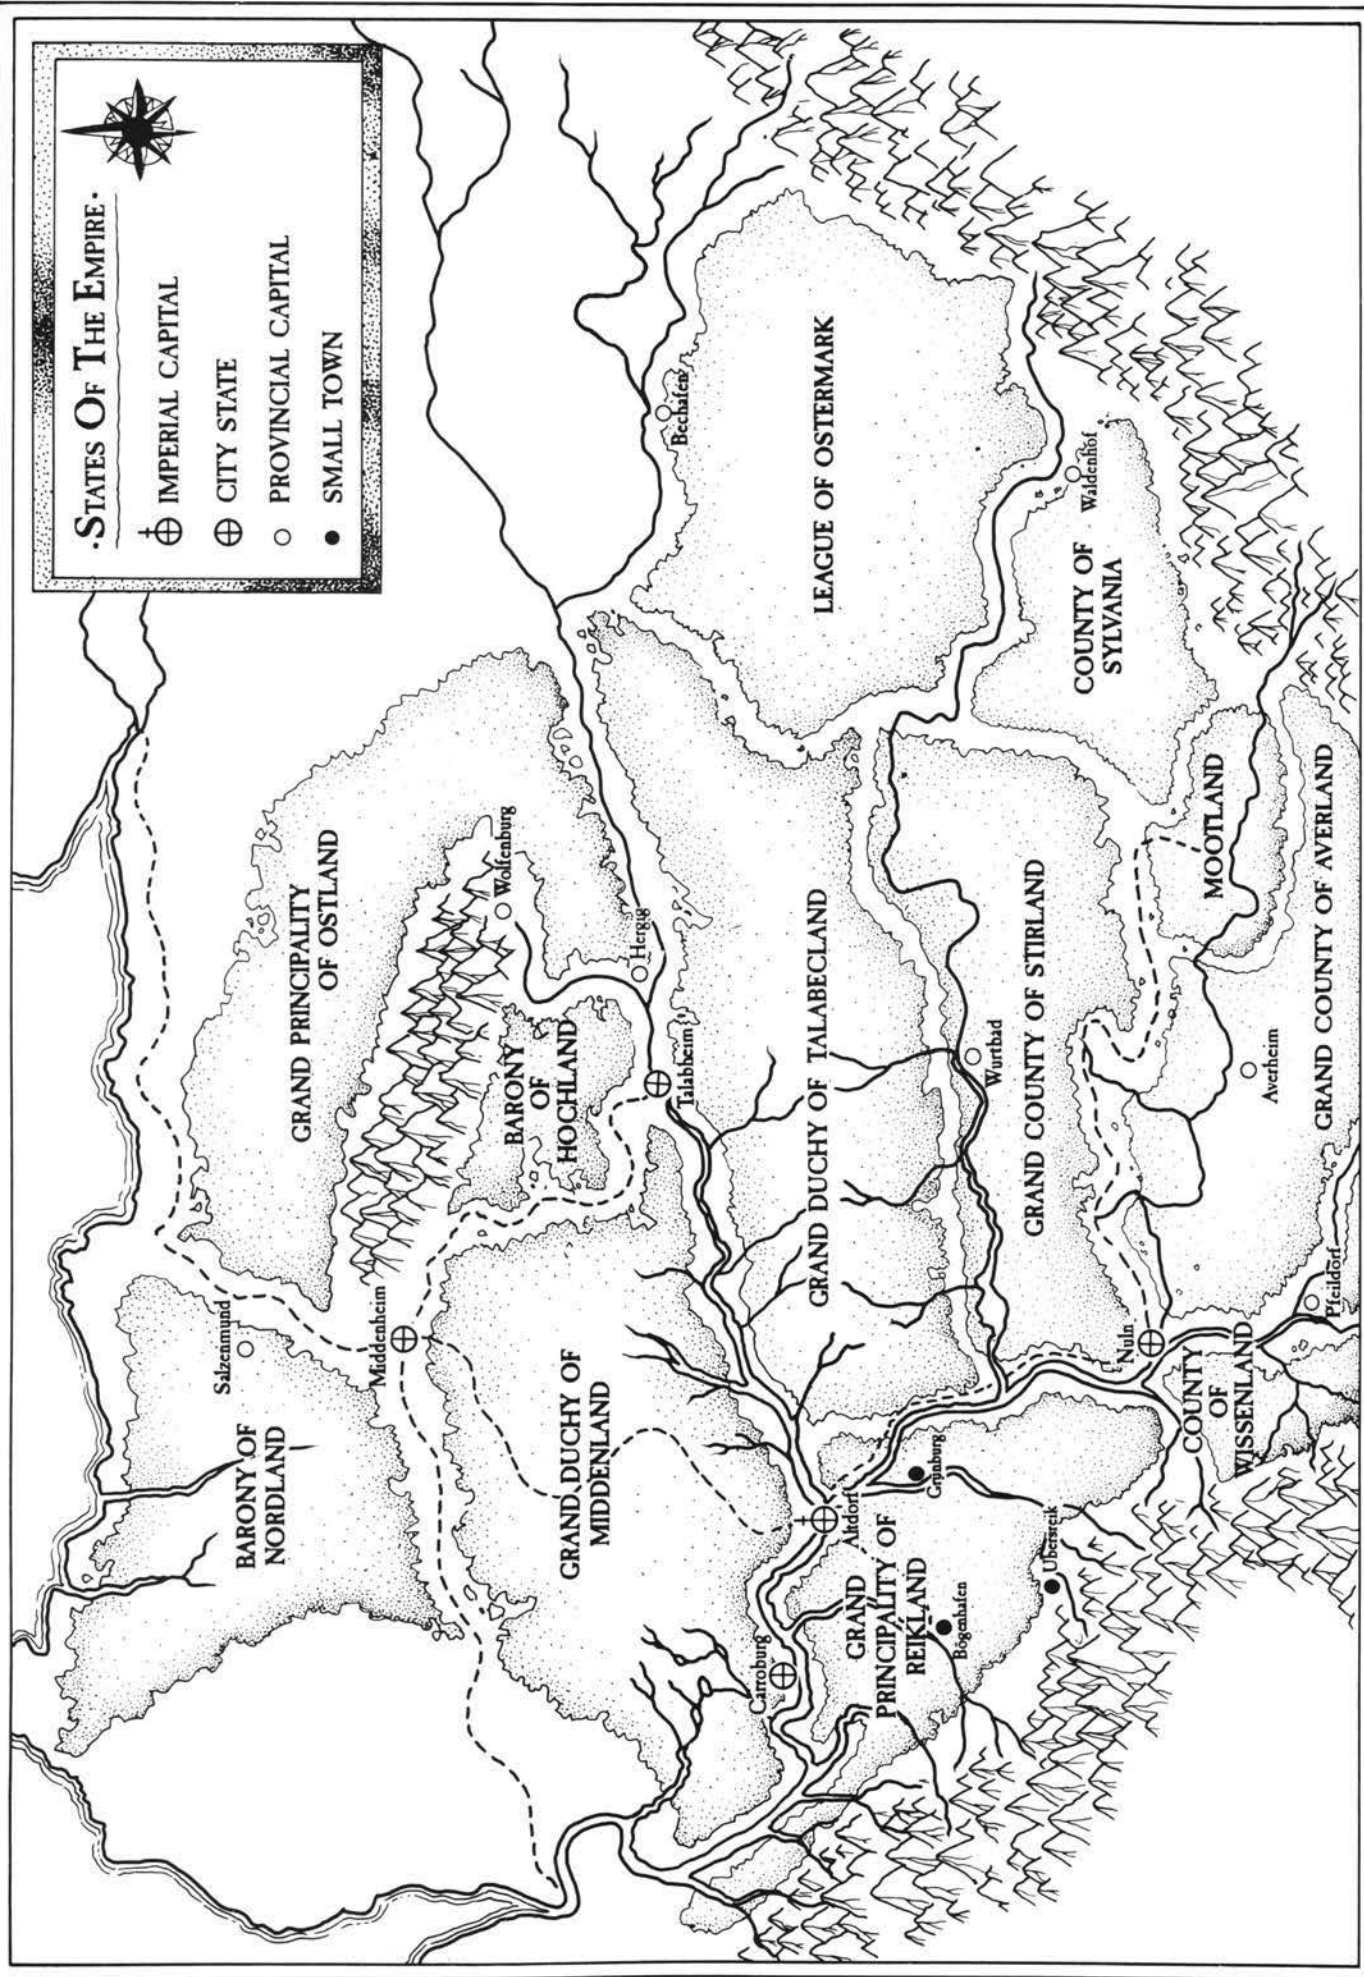 ·STATES OF THE EMPIRE·
IMPERIAL CAPITAL
CITY STATE
PROVINCIAL CAPITAL
SMALL TOWN
BARONY OF
NORDLAND
Salzenmund
Middenheim
GRAND PRINCIPALITY
OF OSTLAND
Wolfenburg
Hergig
BARONY
OF
HOCHLAND
Talabheim
GRAND DUCHY OF
MIDDENLAND
Carroburg
Altdorf
GRAND
PRINCIPALITY OF
REIKLAND
Bogenhafen
Grunburg
Ubersreik
GRAND DUCHY OF TALABECLAND
Bechafen
LEAGUE OF OSTERMARK
Waldenhof
COUNTY OF
SYLVANIA
GRAND COUNTY OF STIRLAND
Wurtbad
MOOTLAND
GRAND COUNTY OF AVERLAND
Averheim
Nuln
COUNTY
OF
WISSENLAND
Pfeildorf